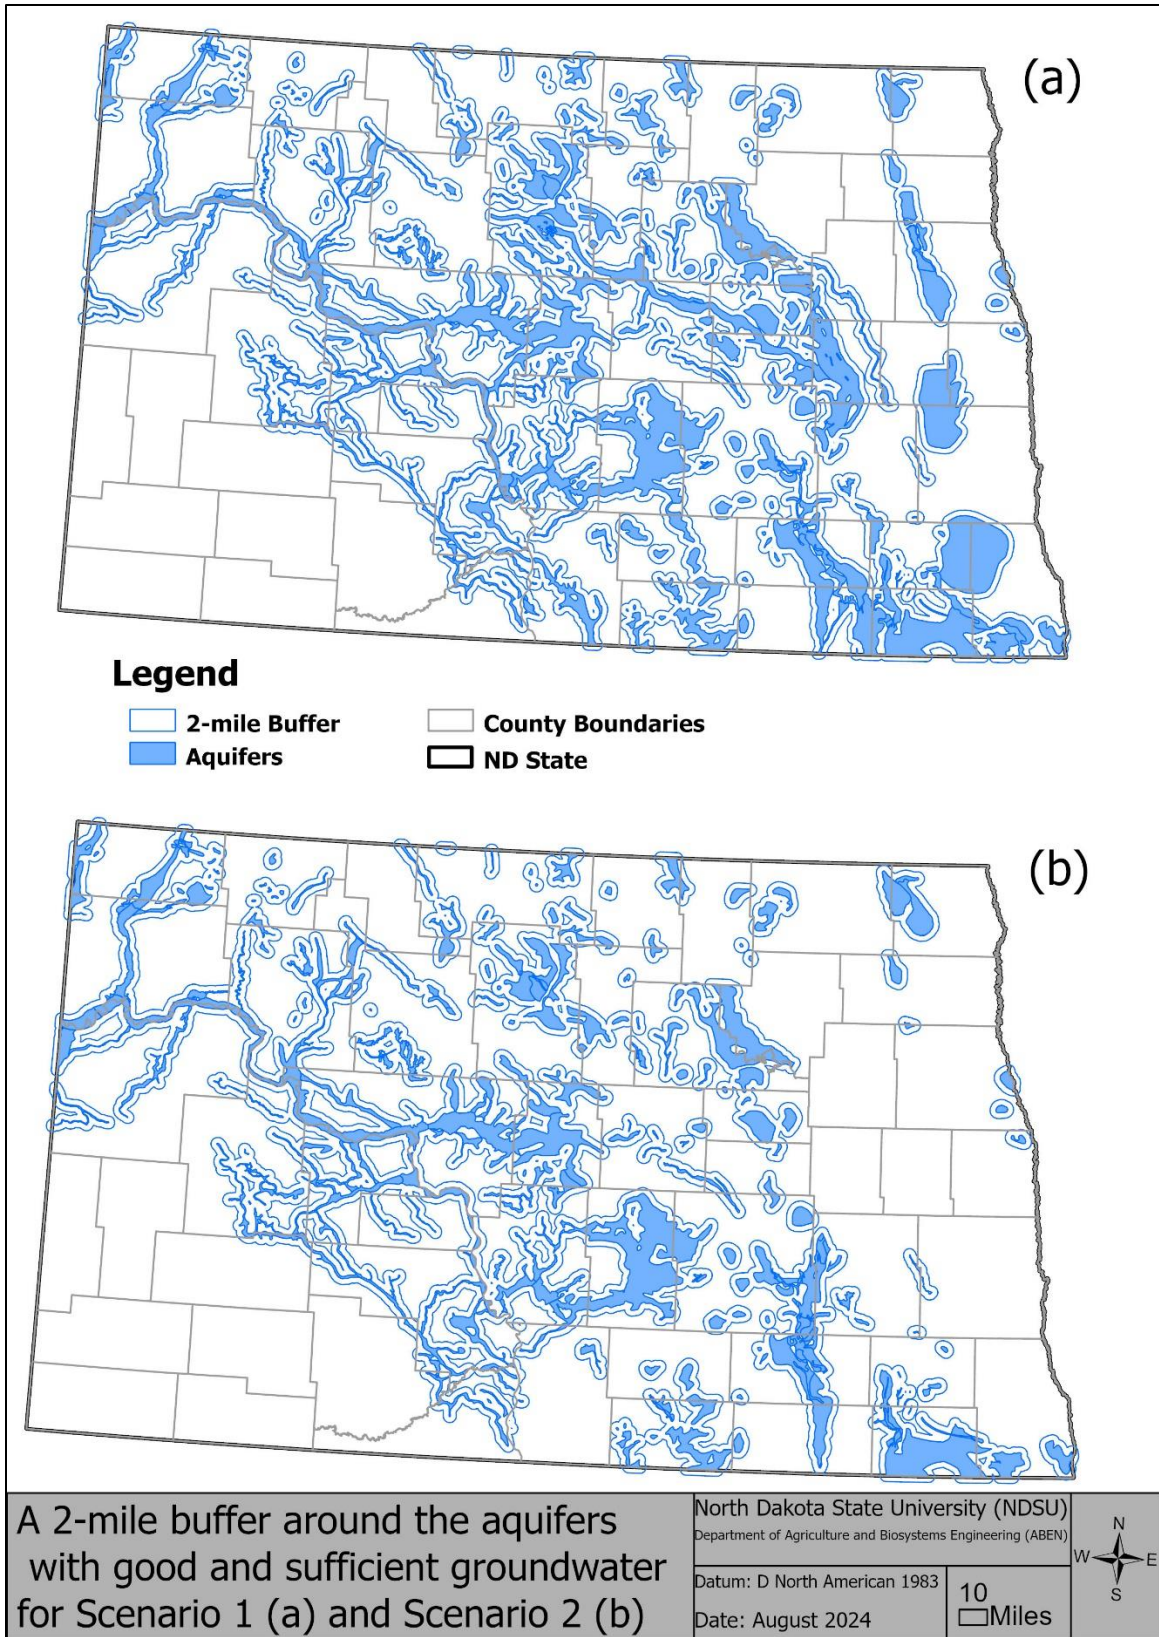 (a)
Legend
2-mile Buffer
County Boundaries
Aquifers
ND State
(b)
A 2-mile buffer around the aquifers
with good and sufficient groundwater
for Scenario 1 (a) and Scenario 2 (b)
North Dakota State University (NDSU)
Department of Agriculture and Biosystems Engineering (ABEN)
Datum: D North American 1983
Date: August 2024
10
Miles
N
W
E
S